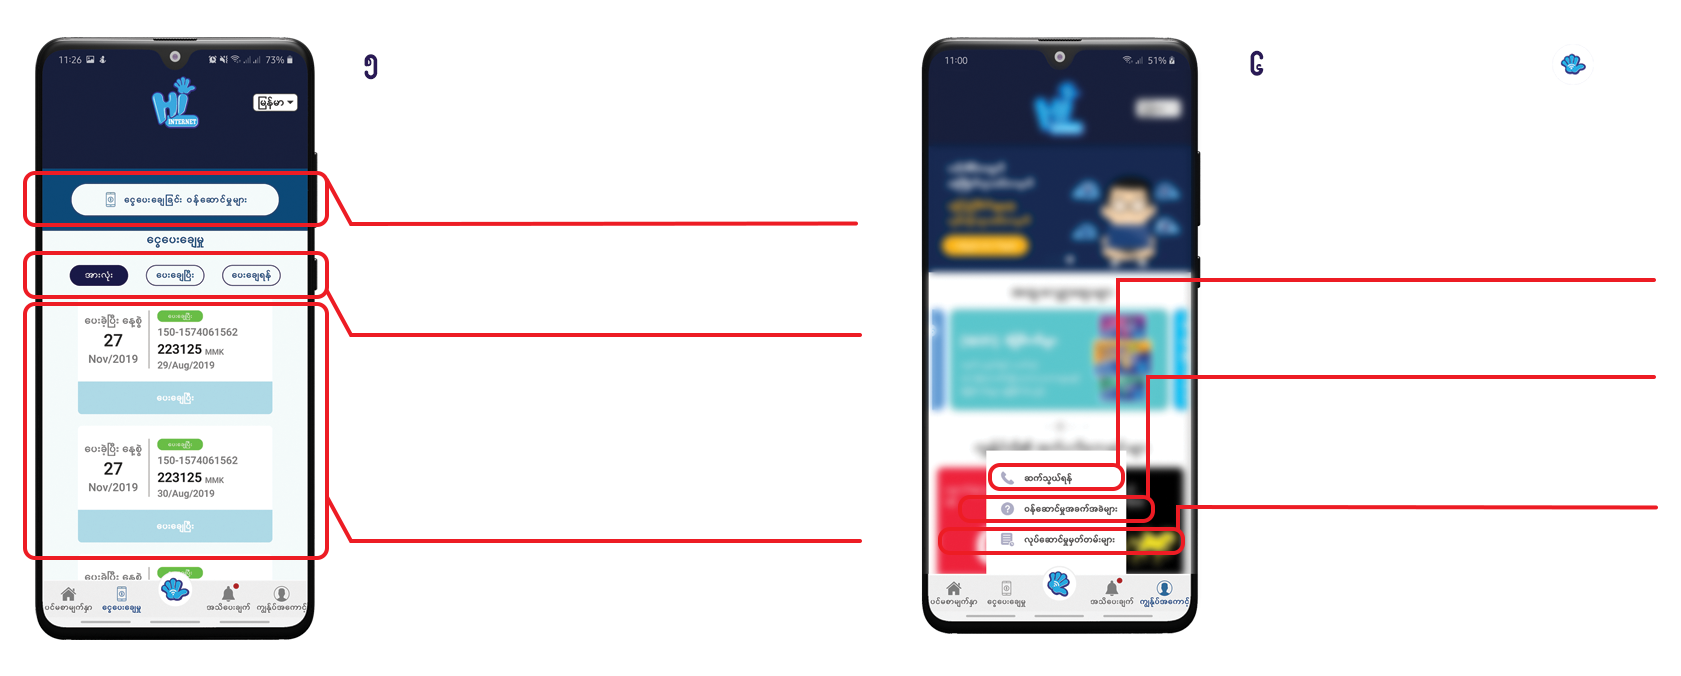 ၅
11:26
73%
Hi
INTERNET
မြန်မာ
ငွေပေးချေခြင်း ဝန်ဆောင်မှုများ
ငွေပေးချေမှု
အားလုံး
ပေးချေပြီး
ပေးချေရန်
ပေးခဲ့ပြီး နေ့စွဲ
27
Nov/2019
ပေးချေပြီး
150-1574061562
223125 MMK
29/Aug/2019
ပေးချေပြီး
ပေးခဲ့ပြီး နေ့စွဲ
27
Nov/2019
ပေးချေပြီး
150-1574061562
223125 MMK
30/Aug/2019
ပေးချေပြီး
ပေးခဲ့ပြီး နေ့စွဲ
ပင်မစာမျက်နှာ
ငွေပေးချေမှု
အသိပေးချက်
ကျွန်ုပ်အကောင့်
၆
11:00
51%
ဆက်သွယ်ရန်
ဝန်ဆောင်မှုအခက်အခဲများ
လုပ်ဆောင်မှုမှတ်တမ်းများ
ပင်မစာမျက်နှာ
ငွေပေးချေမှု
အသိပေးချက်
ကျွန်ုပ်အကောင့်